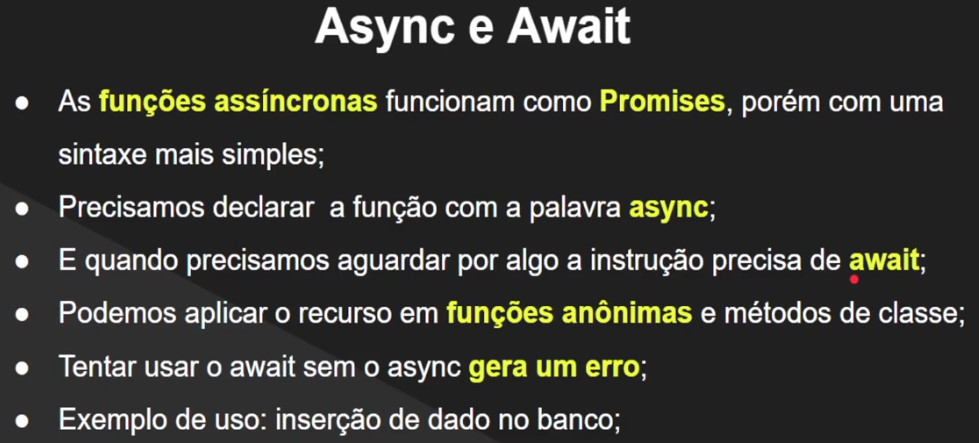 Async e Await
● As funções assíncronas funcionam como Promises, porém com uma
sintaxe mais simples;
● Precisamos declarar a função com a palavra async;
● E quando precisamos aguardar por algo a instrução precisa de await;
● Podemos aplicar o recurso em funções anônimas e métodos de classe;
● Tentar usar o await sem o async gera um erro;
● Exemplo de uso: inserção de dado no banco;